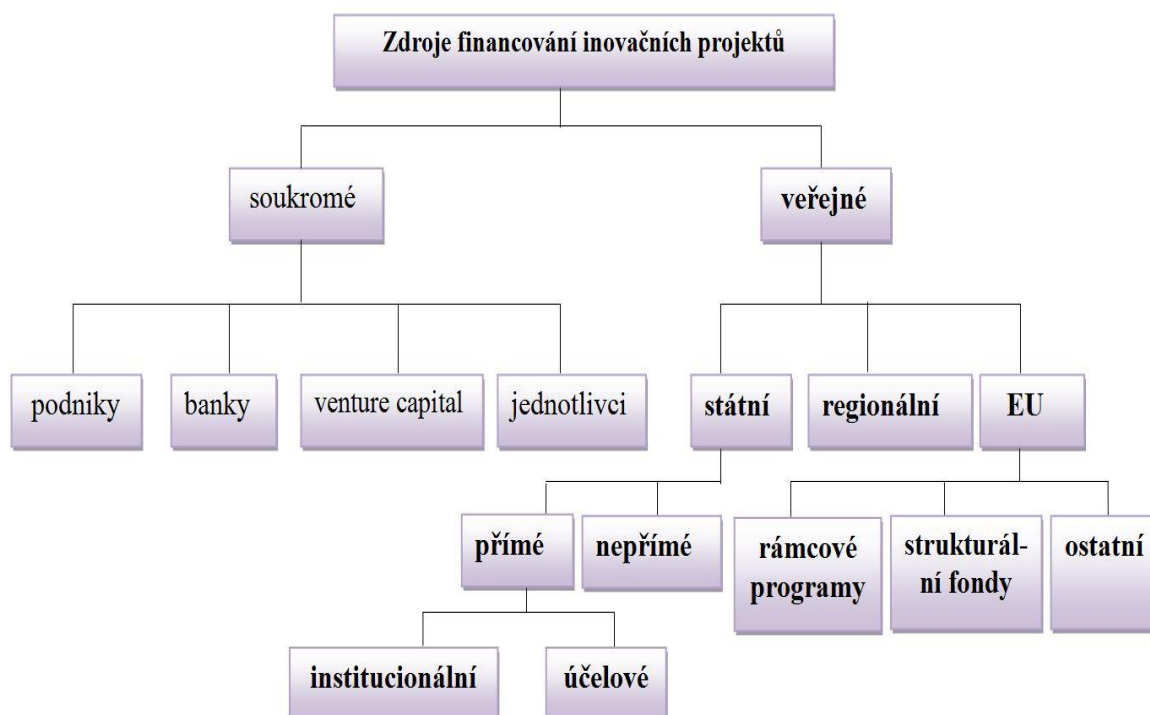 Zdroje financování inovačních projektů
soukromé
veřejné
podniky
banky
venture capital
jednotlivci
státní
regionální
EU
přímé
nepřímé
rámcové
programy
strukturál-
ní fondy
ostatní
institucionální
účelové